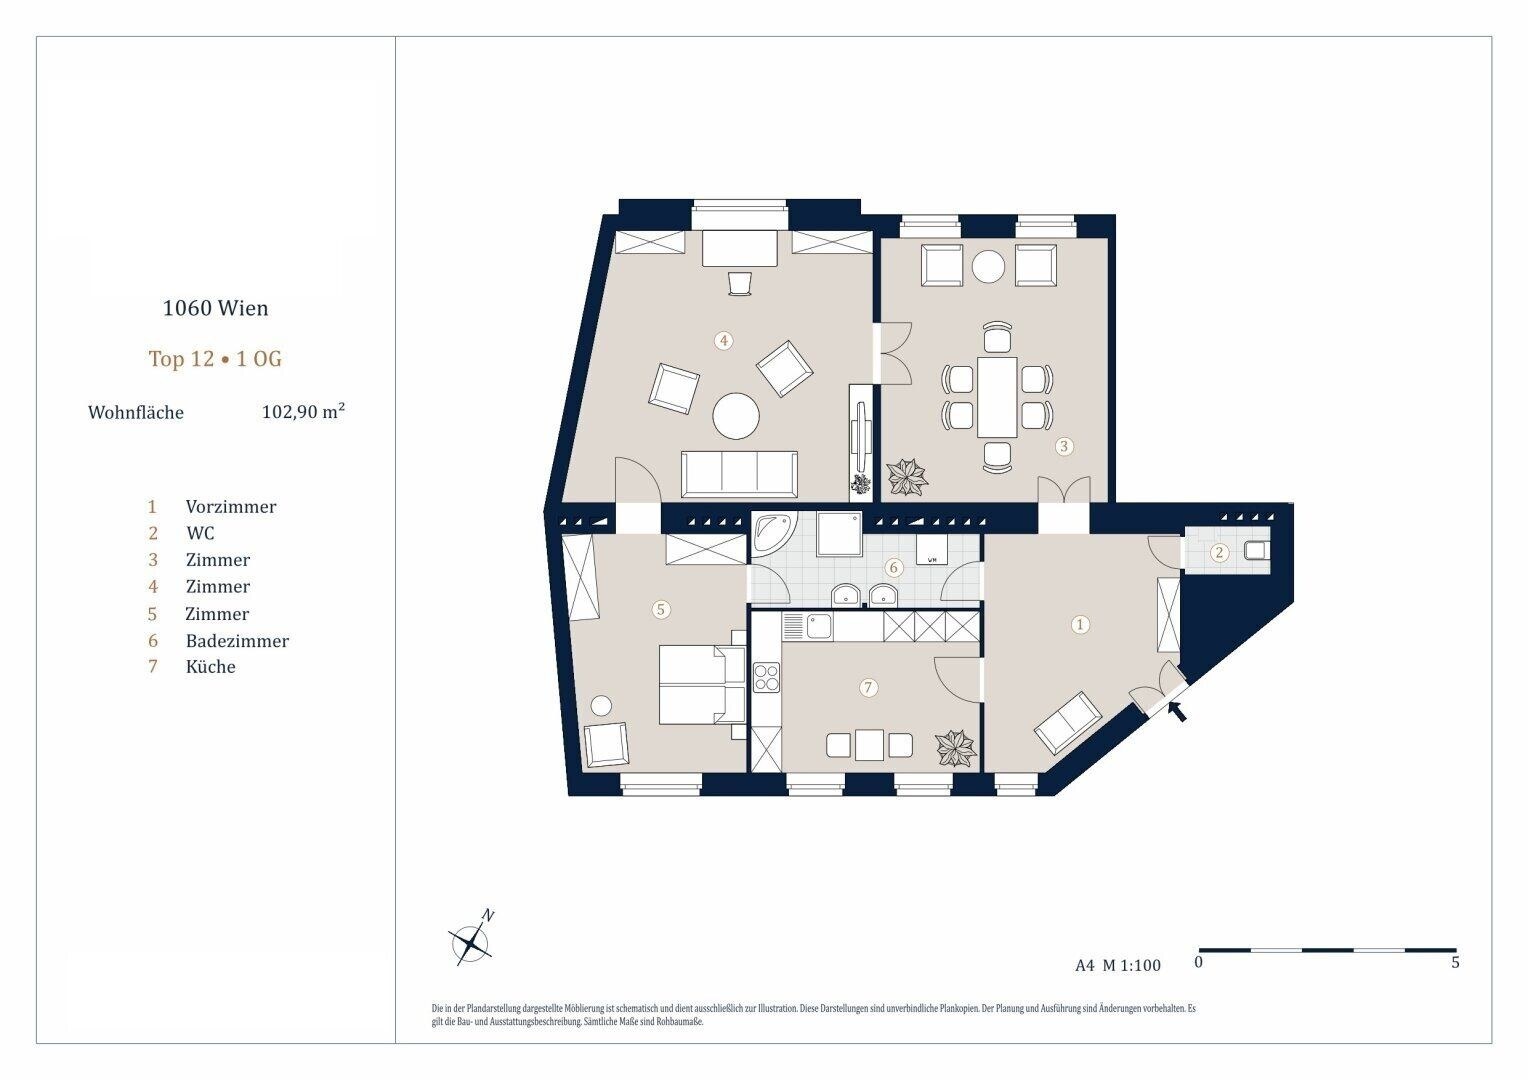 1060 Wien
Top 12 • 1 OG
Wohnfläche 102,90 m²
1 Vorzimmer
2 WC
3 Zimmer
4 Zimmer
5 Zimmer
6 Badezimmer
7 Küche
4
3
2
6
WM
5
1
7
N
A4 M 1:100
0 5
Die in der Plandarstellung dargestellte Möblierung ist schematisch und dient ausschließlich zur Illustration. Diese Darstellungen sind unverbindliche Plankopien. Der Planung und Ausführung sind Änderungen vorbehalten. Es
gilt die Bau- und Ausstattungsbeschreibung. Sämtliche Maße sind Rohbaumaße.